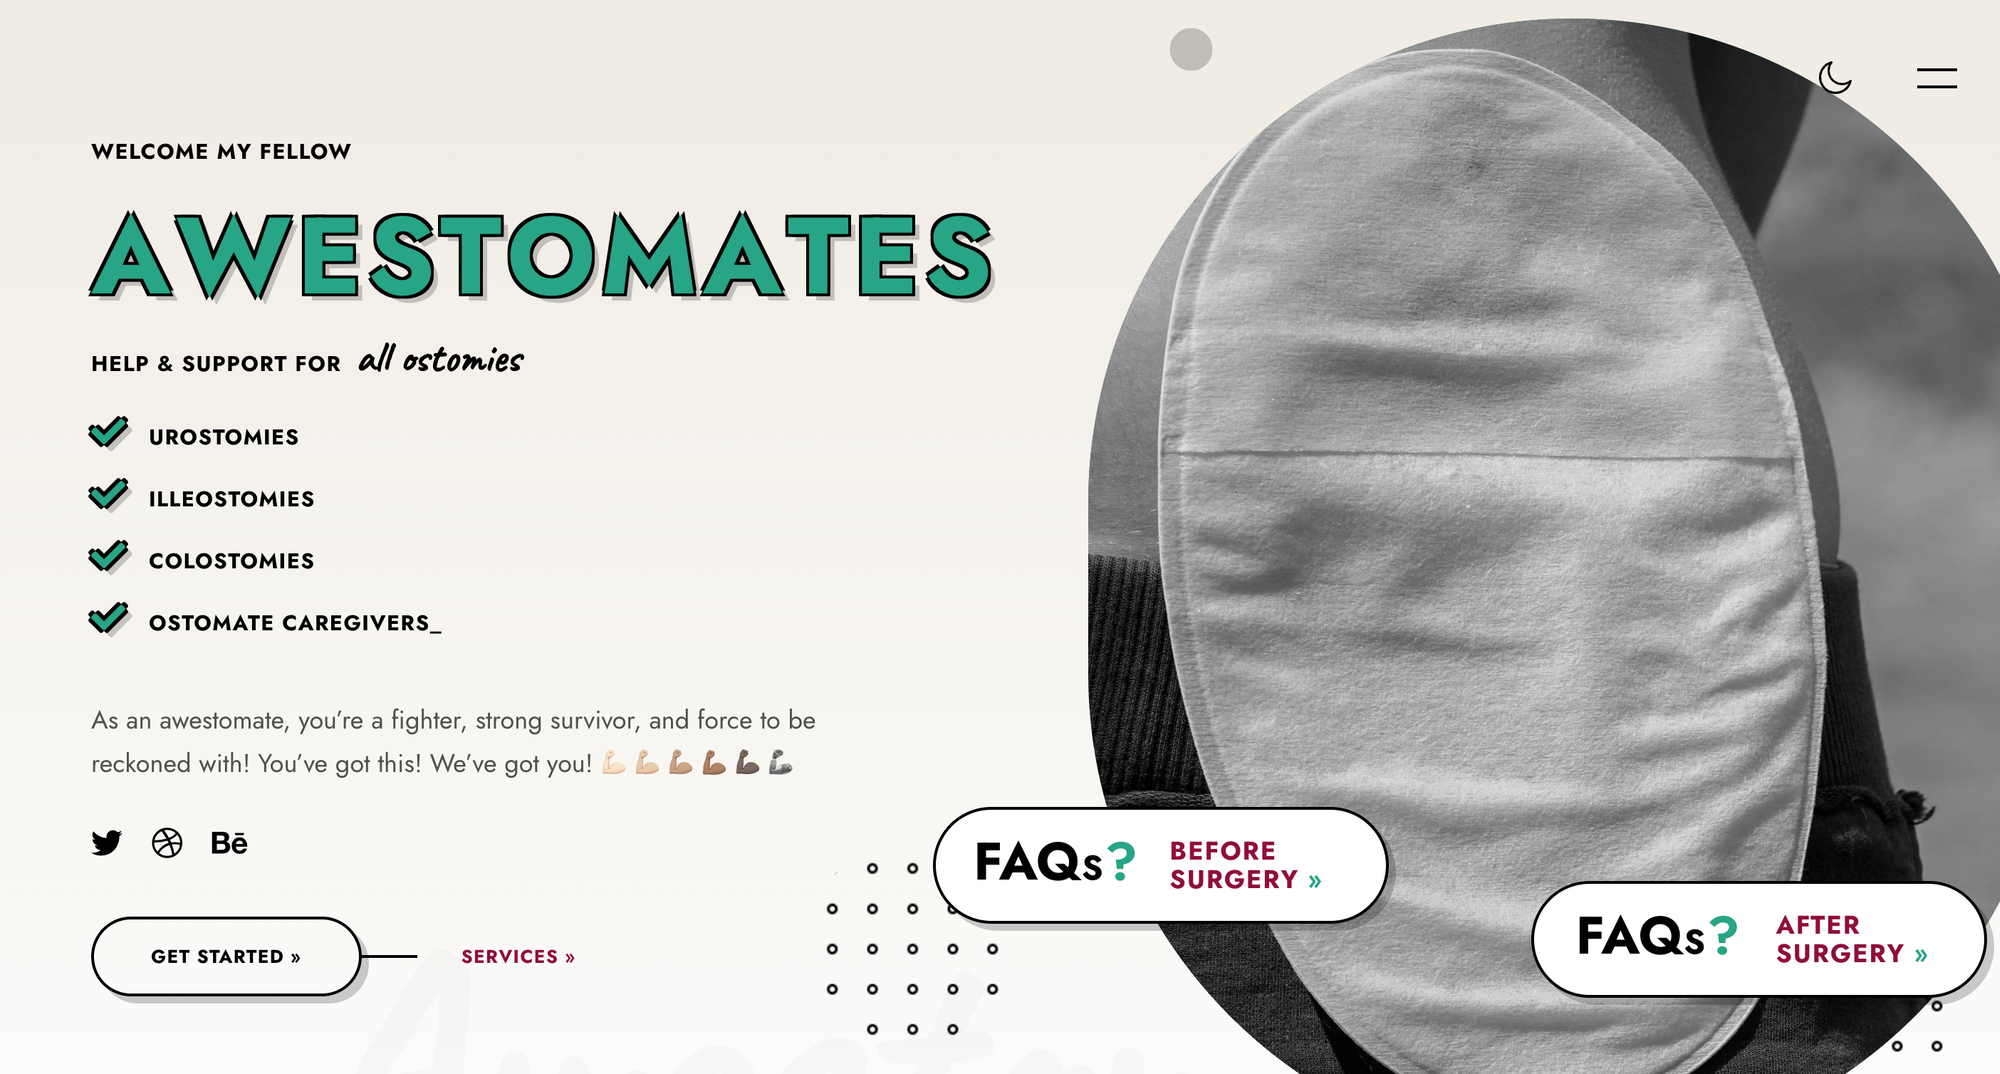 WELCOME MY FELLOW
AWESTOMATES
HELP & SUPPORT FOR all ostomies
UROSTOMIES
ILLEOSTOMIES
COLOSTOMIES
OSTOMATE CAREGIVERS_
As an awestomate, you’re a fighter, strong survivor, and force to be
reckoned with! You’ve got this! We’ve got you! 💪🏻💪🏼💪🏽💪🏾💪🏿🦾
Bē
FAQs? BEFORE
SURGERY »
FAQs? AFTER
SURGERY »
GET STARTED »
SERVICES »